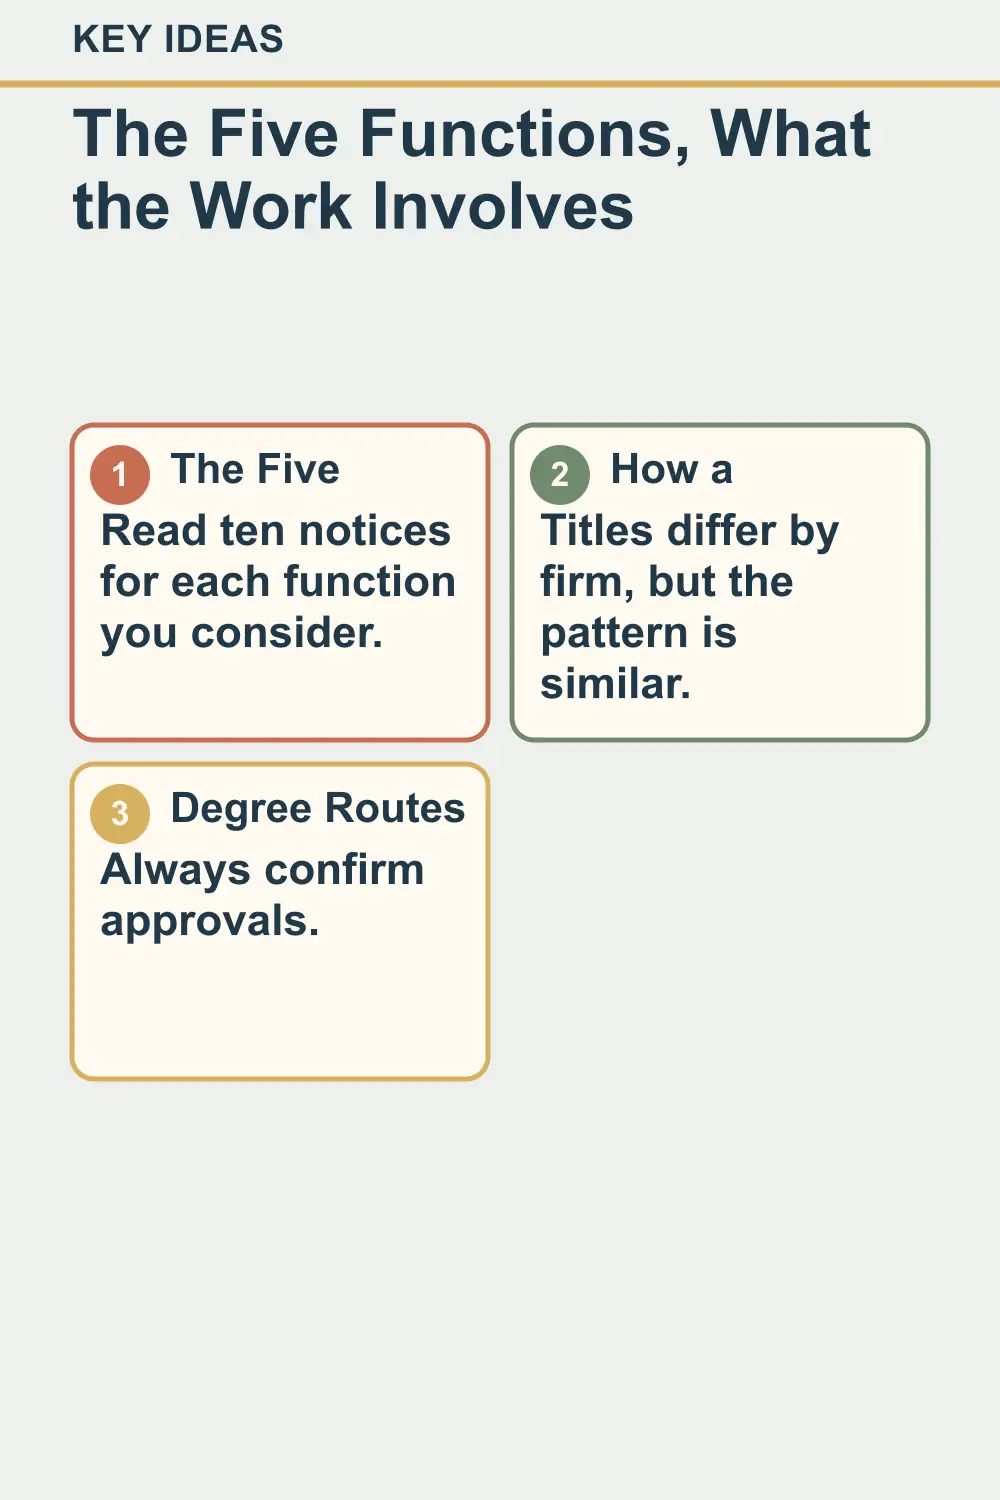 KEY IDEAS
The Five Functions, What
the Work Involves
1 The Five
Read ten notices
for each function
you consider.
2 How a
Titles differ by
firm, but the
pattern is
similar.
3 Degree Routes
Always confirm
approvals.